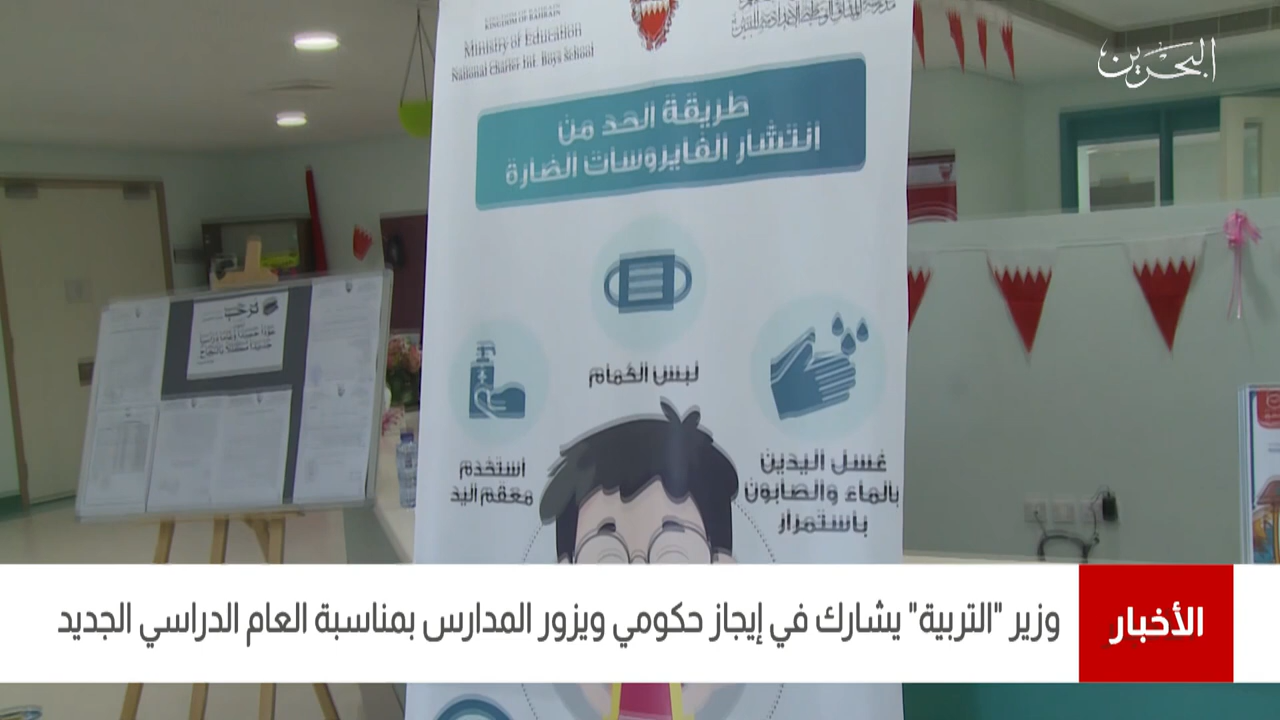 KINGDOM OF BAHRAIN
Ministry of Education
National Charter Int. Boys School
البحرين
طريقة الحد من
انتشار الفايروسات الضارة
لبس الكمام
استخدم
معقم اليد
غسل اليدين
بالماء والصابون
باستمرار
نرحب
الأخبار
وزير "التربية" يشارك في إيجاز حكومي ويزور المدارس بمناسبة العام الدراسي الجديد